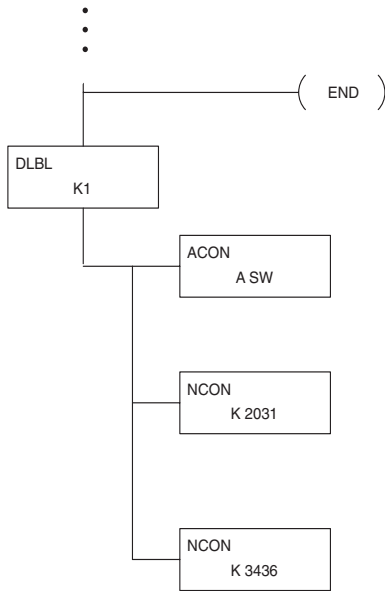 END
DLBL
K1
ACON
A SW
NCON
K 2031
NCON
K 3436